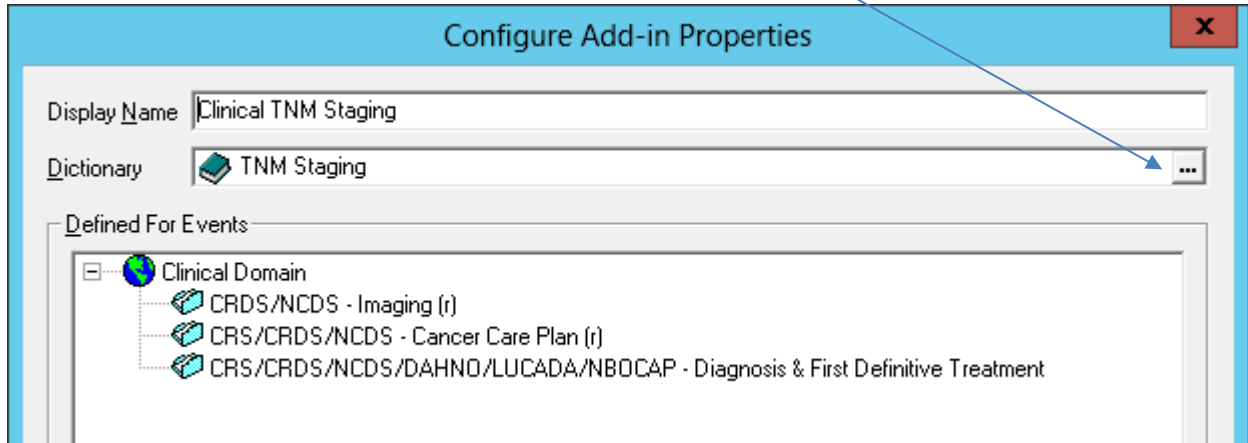 Configure Add-in Properties
x
Display Name Clinical TNM Staging
Dictionary TNM Staging ...
Defined For Events
Clinical Domain
CRDS/NCDS - Imaging (r)
CRS/CRDS/NCDS - Cancer Care Plan (r)
CRS/CRDS/NCDS/DAHNO/LUCADA/NBOCAP - Diagnosis & First Definitive Treatment